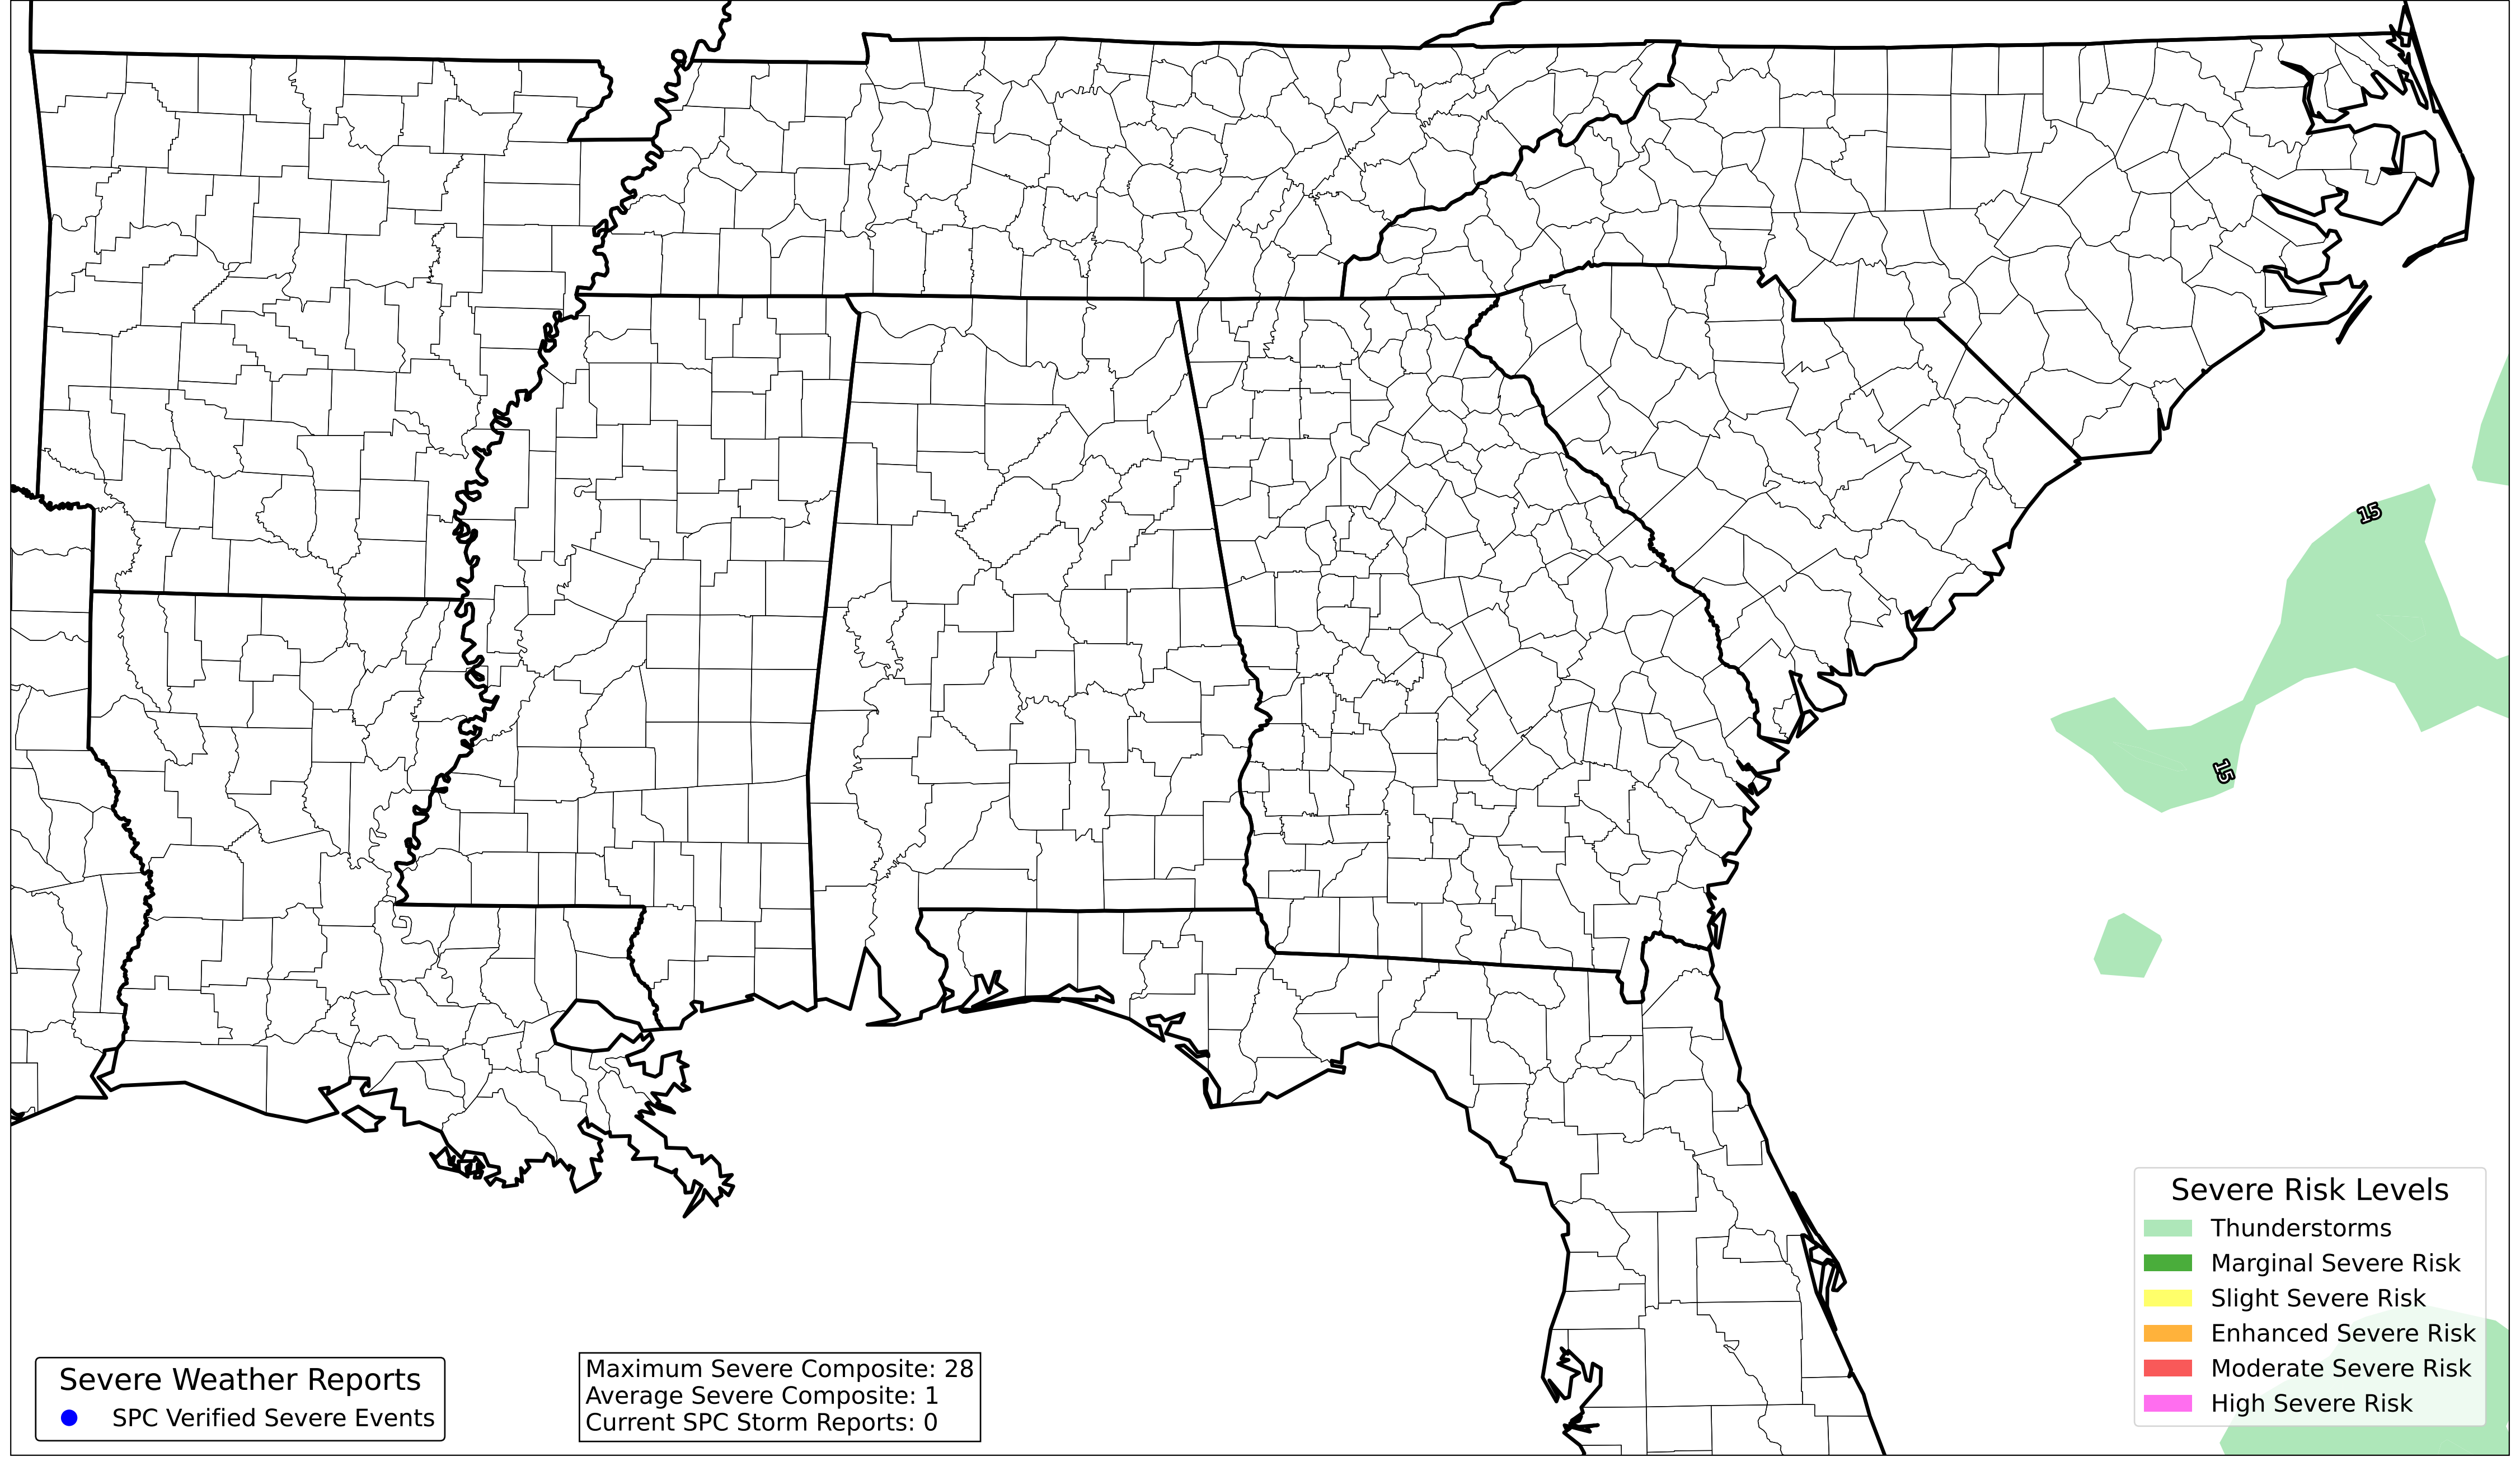 15
15
Severe Risk Levels
Thunderstorms
Marginal Severe Risk
Slight Severe Risk
Enhanced Severe Risk
Moderate Severe Risk
High Severe Risk
Severe Weather Reports
SPC Verified Severe Events
Maximum Severe Composite: 28
Average Severe Composite: 1
Current SPC Storm Reports: 0